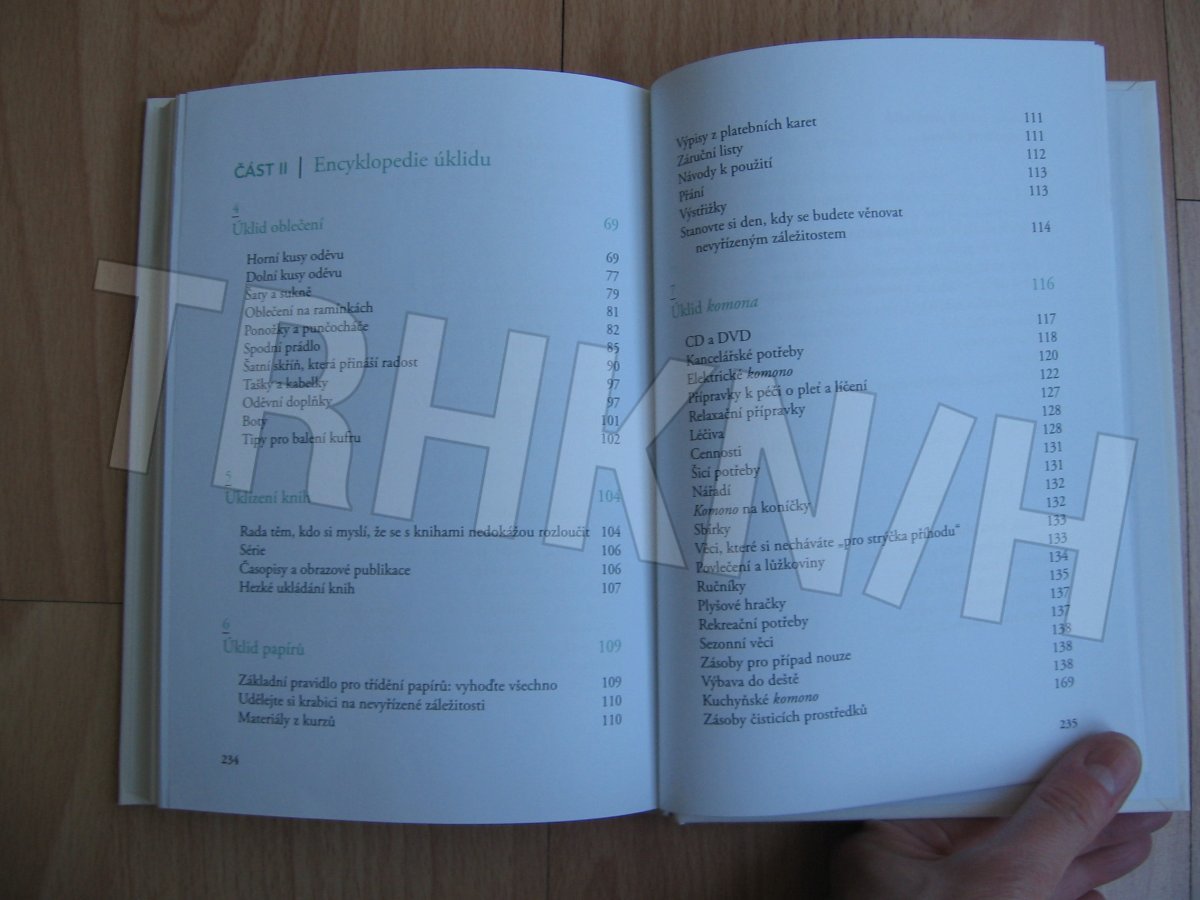 ČÁST II | Encyklopedie úklidu
4
Úklid oblečení 69
Horní kusy oděvu 69
Dolní kusy oděvu 77
Šaty a sukně 79
Oblečení na ramínkách 81
Ponožky a punčocháče 82
Spodní prádlo 85
Šatní skříň, která přináší radost 90
Tašky a kabelky 97
Oděvní doplňky 97
Boty 101
Tipy pro balení kufru 102
5
Uklízení knih 104
Rada těm, kdo si myslí, že se s knihami nedokážou rozloučit 104
Série 106
Časopisy a obrazové publikace 106
Hezké ukládání knih 107
6
Úklid papírů 109
Základní pravidlo pro třídění papírů: vyhoďte všechno 109
Udělejte si krabici na nevyřízené záležitosti 110
Materiály z kurzů 110
234
Výpisy z platebních karet 111
Záruční listy 111
Návody k použití 112
Přání 113
Výstřižky 113
Stanovte si den, kdy se budete věnovat
nevyřízeným záležitostem 114
7
Úklid komona 116
CD a DVD 117
Kancelářské potřeby 118
Elektrické komono 120
Přípravky k péči o pleť a líčení 122
Relaxační přípravky 127
Léčiva 128
Cennosti 128
Šicí potřeby 131
Nářadí 131
Komono na koníčky 132
Sbírky 132
Věci, které si necháváte „pro strýčka příhodu“ 133
Povlečení a lůžkoviny 133
Ručníky 134
Plyšové hračky 135
Rekreační potřeby 137
Sezonní věci 137
Zásoby pro případ nouze 138
Výbava do deště 138
Kuchyňské komono 138
Zásoby čisticích prostředků 169
235
TRHKN/H